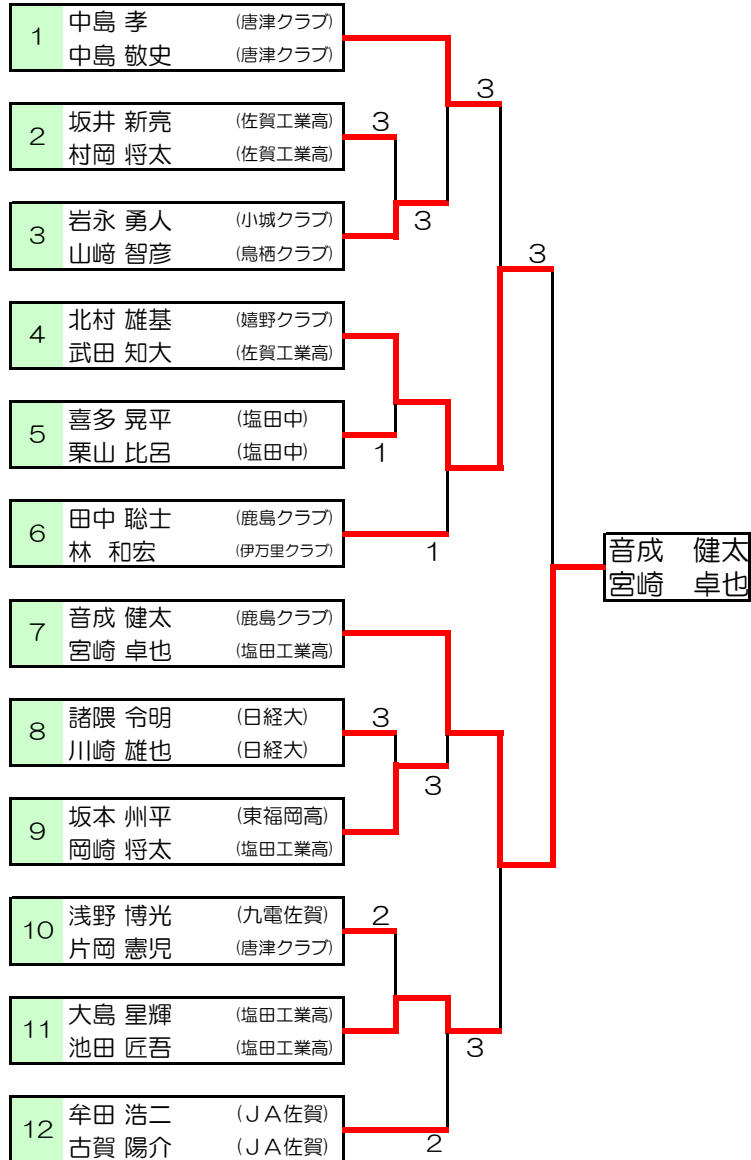 1 中島 孝 (唐津クラブ)
中島 敬史 (唐津クラブ)
3
2 坂井 新亮 (佐賀工業高) 3
村岡 将太 (佐賀工業高)
3 岩永 勇人 (小城クラブ) 3
山﨑 智彦 (鳥栖クラブ)
3
4 北村 雄基 (嬉野クラブ)
武田 知大 (佐賀工業高)
5 喜多 晃平 (塩田中)
栗山 比呂 (塩田中) 1
6 田中 聡士 (鹿島クラブ)
林 和宏 (伊万里クラブ) 1
音成 健太
宮崎 卓也
7 音成 健太 (鹿島クラブ)
宮崎 卓也 (塩田工業高)
8 諸隈 令明 (日経大) 3
川崎 雄也 (日経大)
3
9 坂本 州平 (東福岡高)
岡崎 将太 (塩田工業高)
10 浅野 博光 (九電佐賀) 2
片岡 憲児 (唐津クラブ)
11 大島 星輝 (塩田工業高)
池田 匠吾 (塩田工業高) 3
12 牟田 浩二 (ＪＡ佐賀)
古賀 陽介 (ＪＡ佐賀) 2